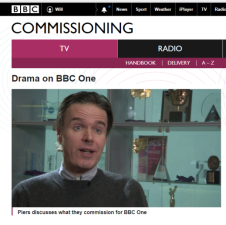 BBC Will News Sport Weather iPlayer TV Radio
COMMISSIONING
TV RADIO
HANDBOOK | DELIVERY | A – Z
Drama on BBC One
Piers discusses what they commission for BBC One